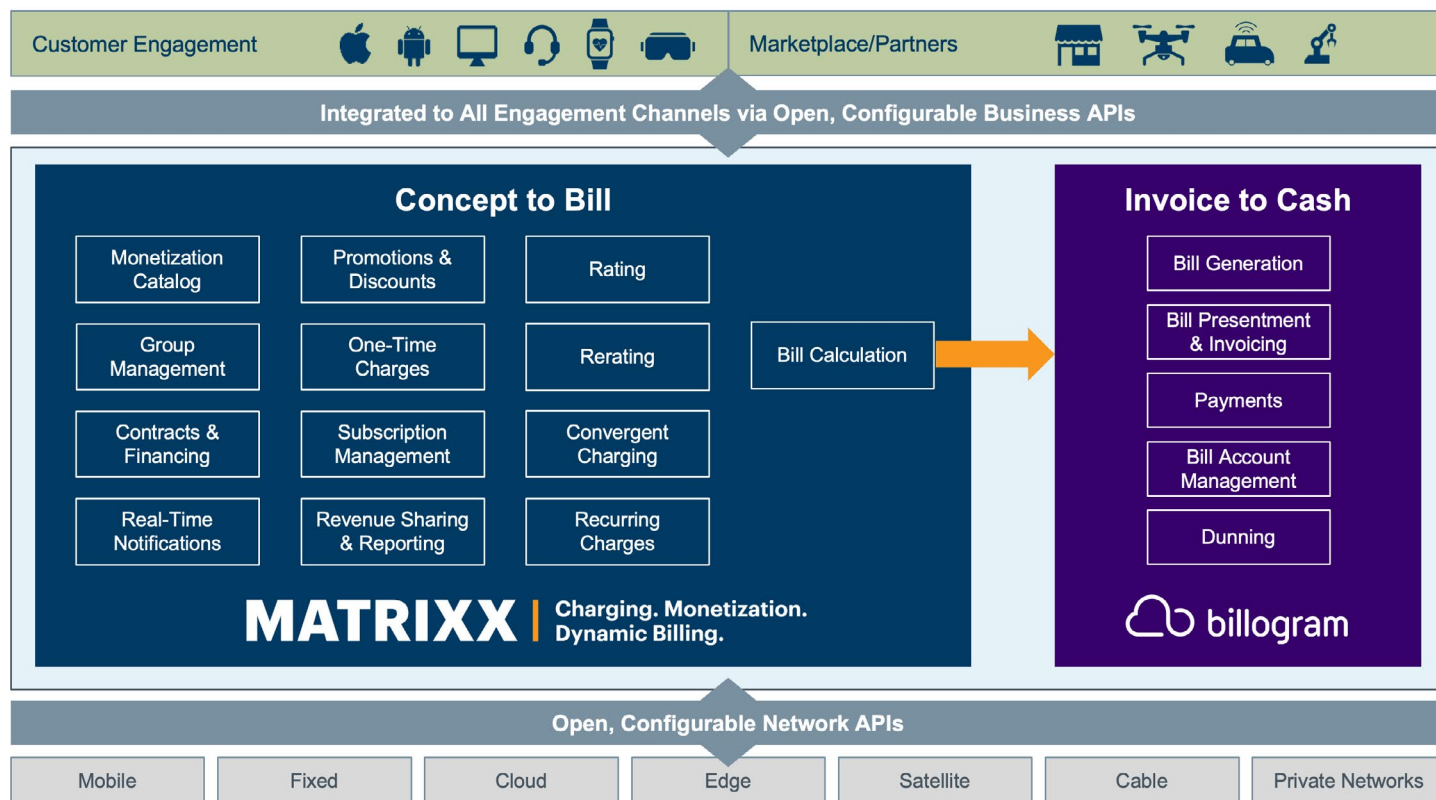 Customer Engagement
Marketplace/Partners
Integrated to All Engagement Channels via Open, Configurable Business APIs
Concept to Bill
Monetization
Catalog
Promotions &
Discounts
Rating
Group
Management
One-Time
Charges
Rerating
Bill Calculation
Contracts &
Financing
Subscription
Management
Convergent
Charging
Real-Time
Notifications
Revenue Sharing
& Reporting
Recurring
Charges
MATRIXX
Charging. Monetization.
Dynamic Billing.
Invoice to Cash
Bill Generation
Bill Presentment
& Invoicing
Payments
Bill Account
Management
Dunning
billogram
Open, Configurable Network APIs
Mobile
Fixed
Cloud
Edge
Satellite
Cable
Private Networks